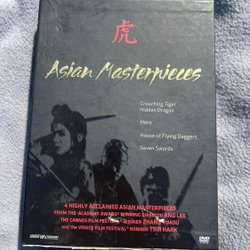 虎
Asian Masterpieces
Crouching Tiger
Hidden Dragon
Hero
House of Flying Daggers
Seven Swords
4 HIGHLY ACCLAIMED ASIAN MASTERPIECES
FROM THE ACADEMY AWARD WINNING DIRECTOR ANG LEE
THE CANNES FILM FESTIVAL WINNER ZHANG YIMOU
and the VENICE FILM FESTIVAL WINNER TSUI HARK
DVD